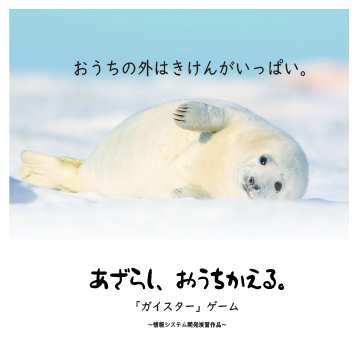 おうちの外はきけんがいっぱい。
あざらし、おうちかえる。
「ガイスター」ゲーム
～情報システム開発演習作品～